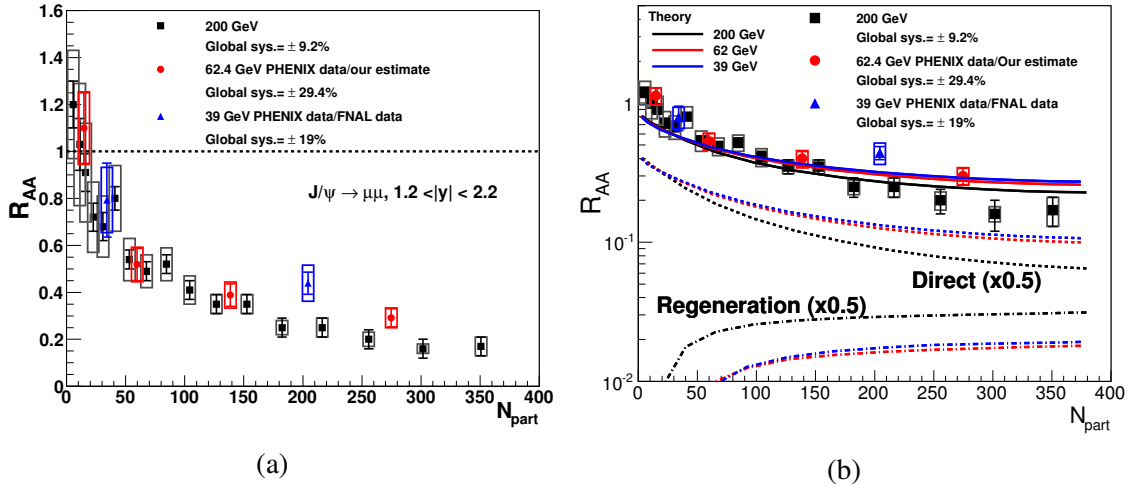 1.6
1.4
1.2
1
0.8
0.6
0.4
0.2
0
R_AA
200 GeV
Global sys.= ± 9.2%
62.4 GeV PHENIX data/our estimate
Global sys.= ± 29.4%
39 GeV PHENIX data/FNAL data
Global sys.= ± 19%
J/ψ → μμ, 1.2 <|y| < 2.2
0 50 100 150 200 250 300 350 400
N_part
(a)
Theory
200 GeV
62 GeV
39 GeV
200 GeV
Global sys.= ± 9.2%
62.4 GeV PHENIX data/Our estimate
Global sys.= ± 29.4%
39 GeV PHENIX data/FNAL data
Global sys.= ± 19%
1
10^-1
10^-2
R_AA
Direct (x0.5)
Regeneration (x0.5)
0 50 100 150 200 250 300 350 400
N_part
(b)